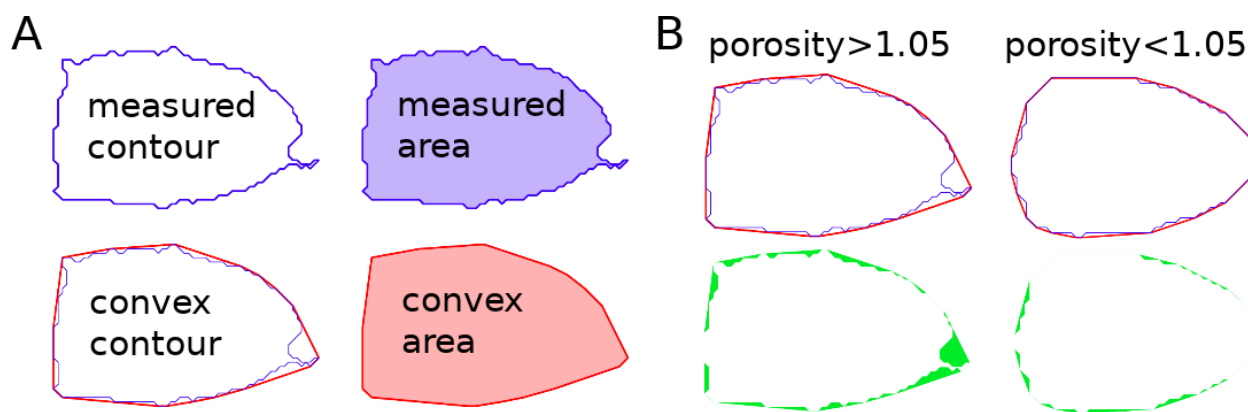 A
measured
contour
measured
area
convex
contour
convex
area
B
porosity>1.05
porosity<1.05